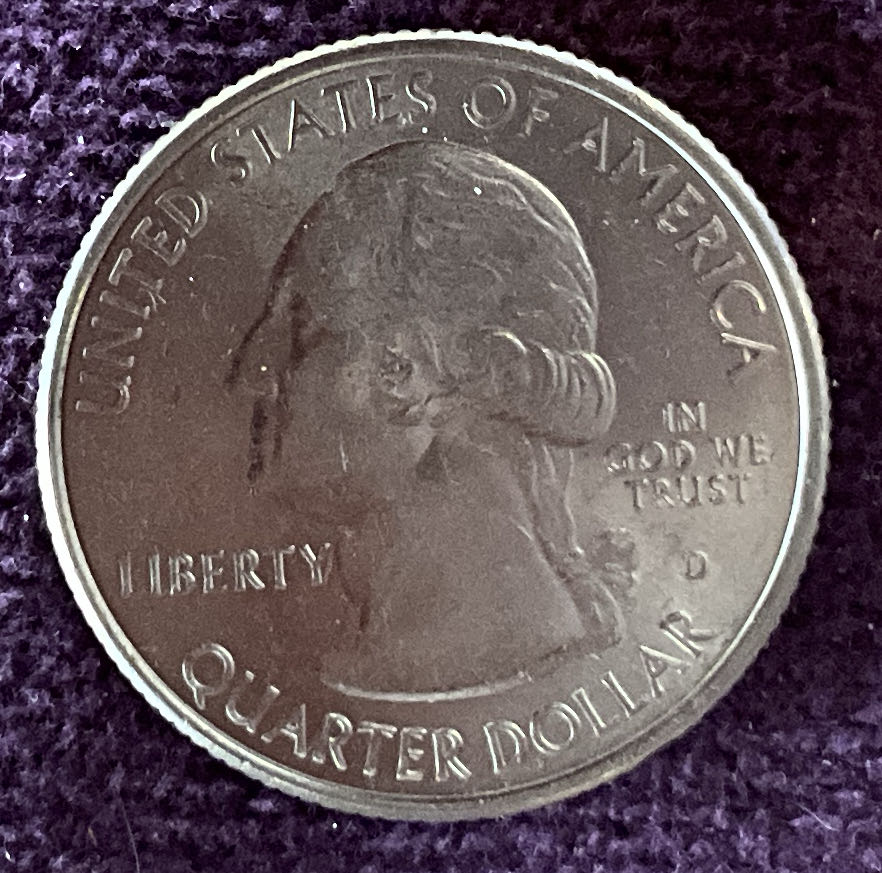 UNITED STATES OF AMERICA
IN
GOD WE
TRUST
LIBERTY
D
QUARTER DOLLAR